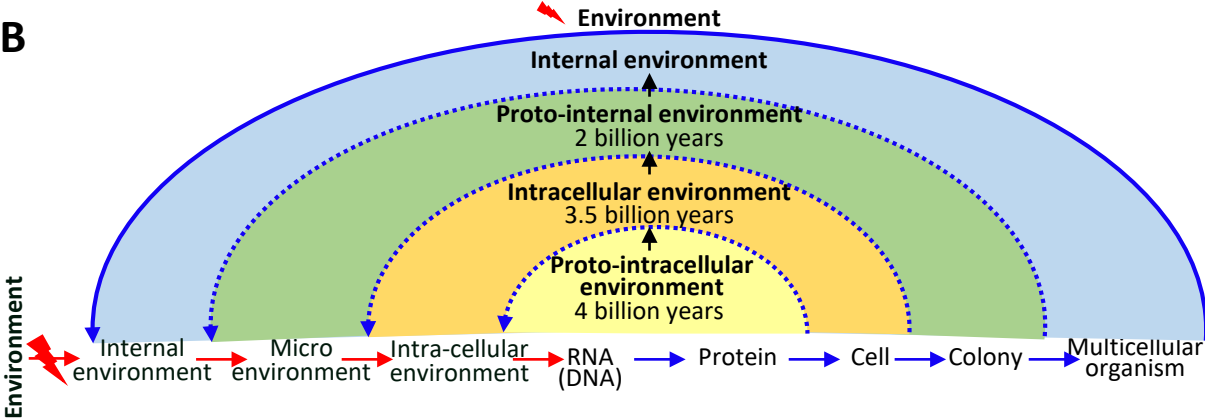 B
Environment
Internal environment
Proto-internal environment
2 billion years
Intracellular environment
3.5 billion years
Proto-intracellular
environment
4 billion years
Environment
Internal
environment
Micro
environment
Intra-cellular
environment
RNA
(DNA)
Protein
Cell
Colony
Multicellular
organism